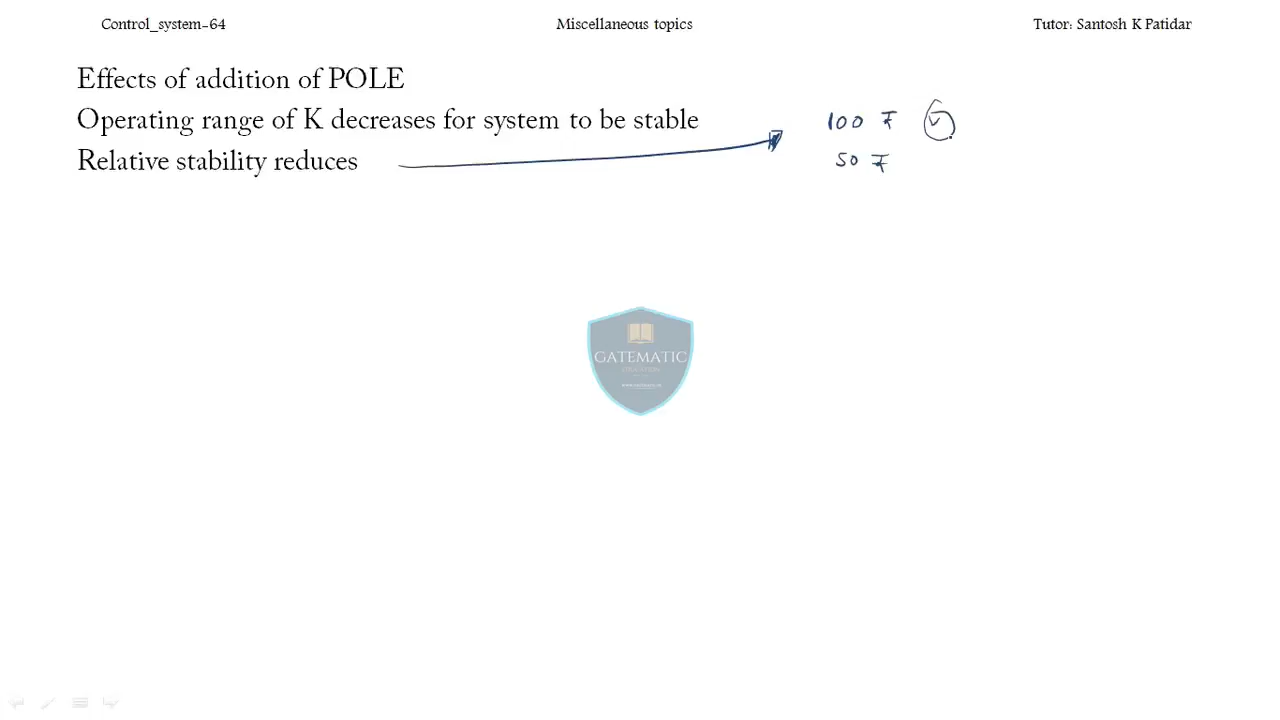 Control_system-64 Miscellaneous topics Tutor: Santosh K Patidar
Effects of addition of POLE
Operating range of K decreases for system to be stable 100 ₹
Relative stability reduces 50 ₹
GATEMATIC
EDUCATION